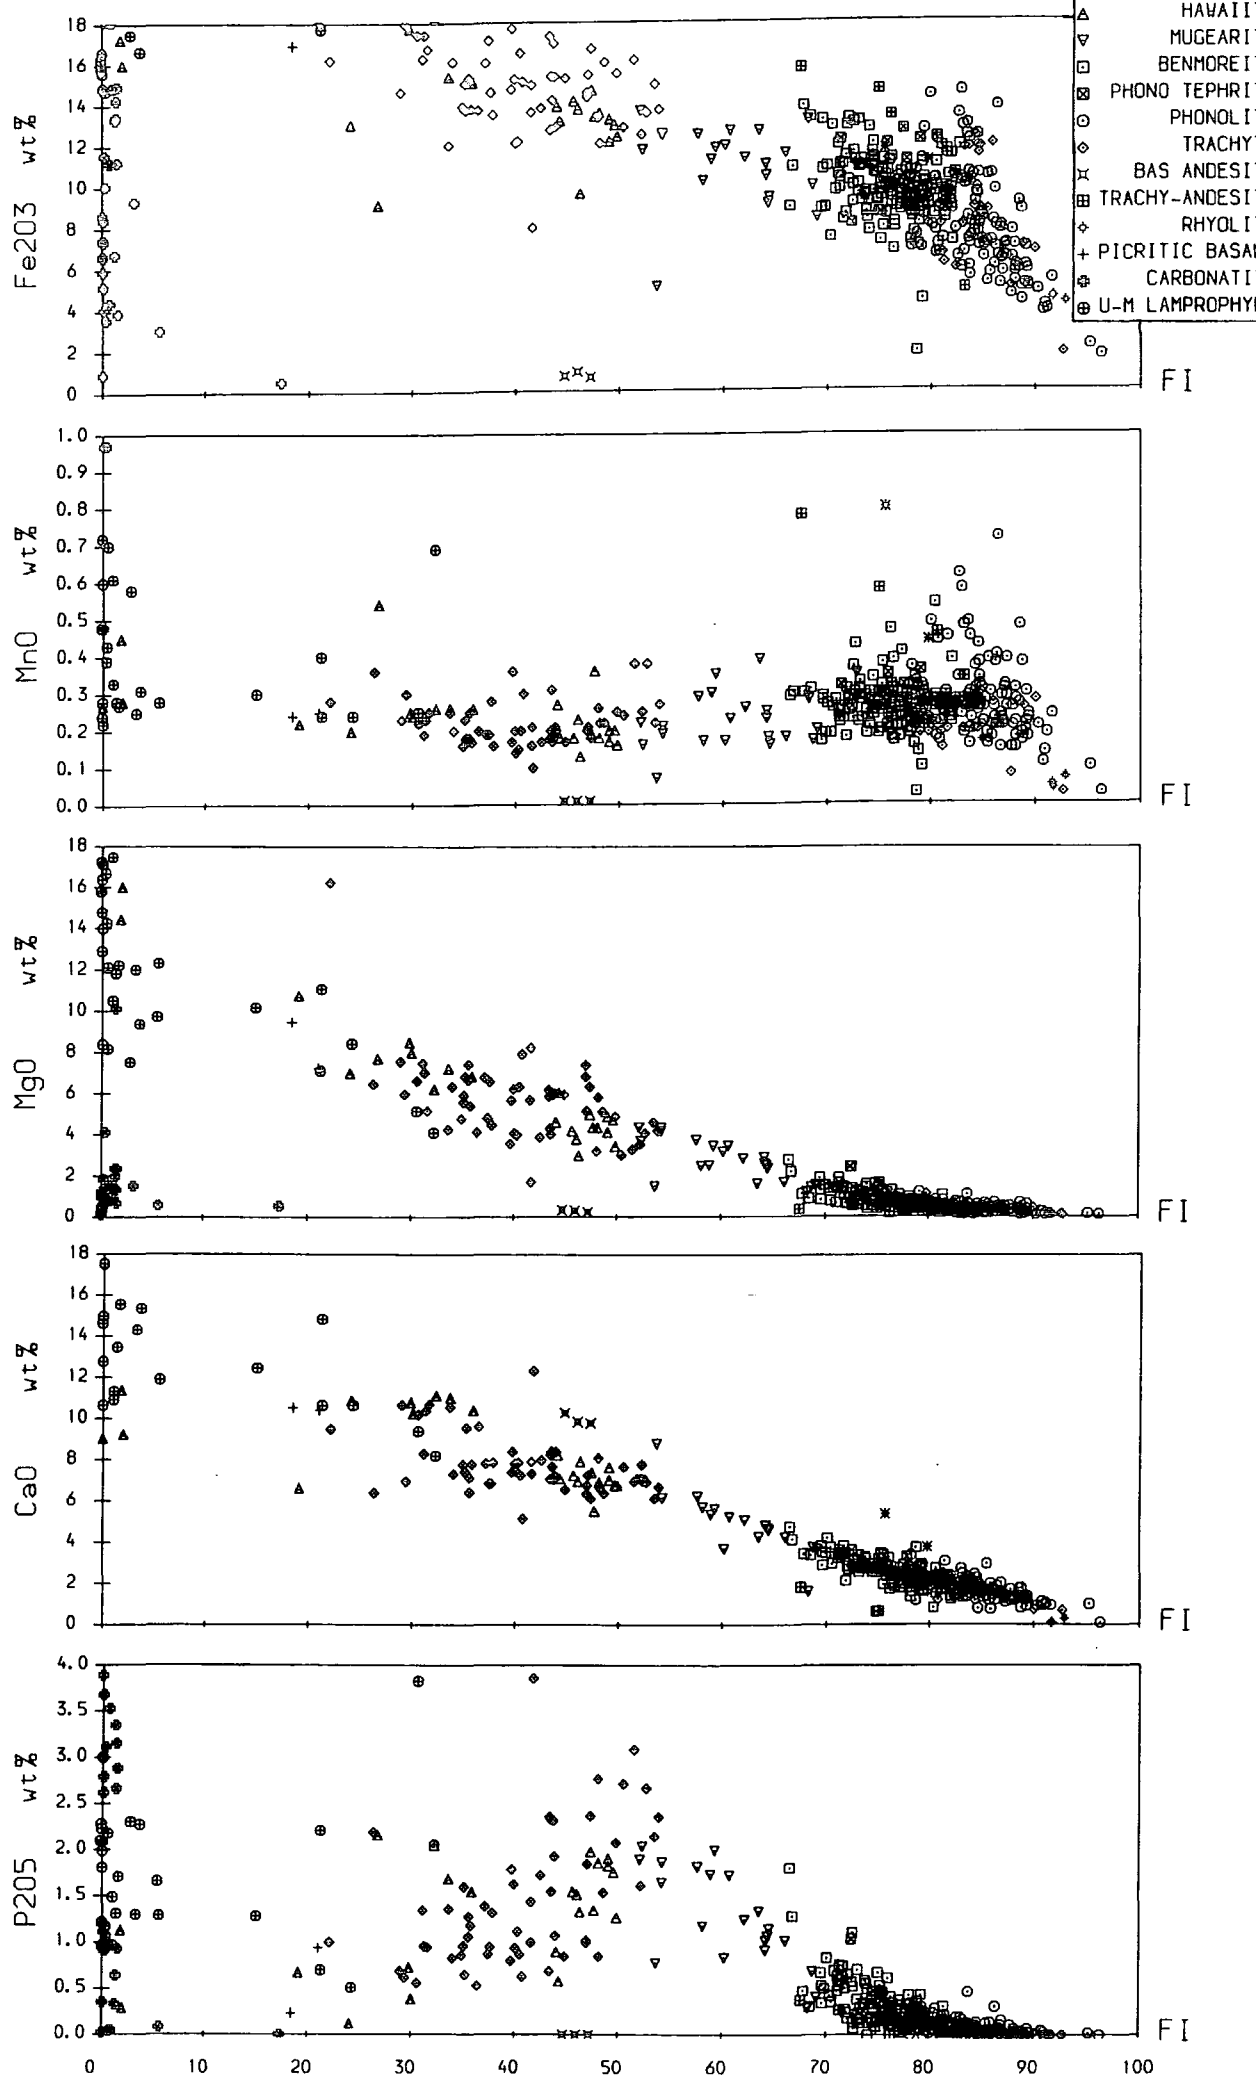 HAWAII
MUGEARI
BENMOREI
PHONO TEPHRI
PHONOLI
TRACHY
BAS ANDESI
TRACHY-ANDESI
RHYOLI
PICRITIC BASA
CARBONATI
U-M LAMPROPHY
18
16
14
12
10
8
6
4
2
0
Fe2O3 wt%
FI
1.0
0.9
0.8
0.7
0.6
0.5
0.4
0.3
0.2
0.1
0.0
MnO wt%
FI
18
16
14
12
10
8
6
4
2
0
MgO wt%
FI
18
16
14
12
10
8
6
4
2
0
CaO wt%
FI
4.0
3.5
3.0
2.5
2.0
1.5
1.0
0.5
0.0
P2O5 wt%
FI
0 10 20 30 40 50 60 70 80 90 100